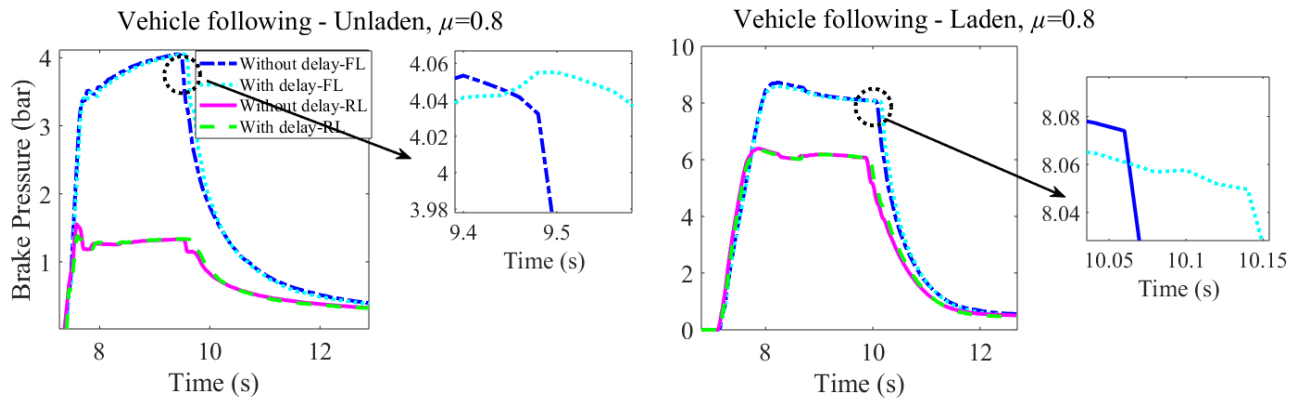 Vehicle following - Unladen, μ=0.8
Brake Pressure (bar)
4
3
2
1
8
10
12
Time (s)
Without delay-FL
With delay-FL
Without delay-RL
With delay-RL
4.06
4.04
4.02
4
3.98
9.4
9.5
Time (s)
Vehicle following - Laden, μ=0.8
10
8
6
4
2
0
8
10
12
Time (s)
8.08
8.06
8.04
10.05
10.1
10.15
Time (s)